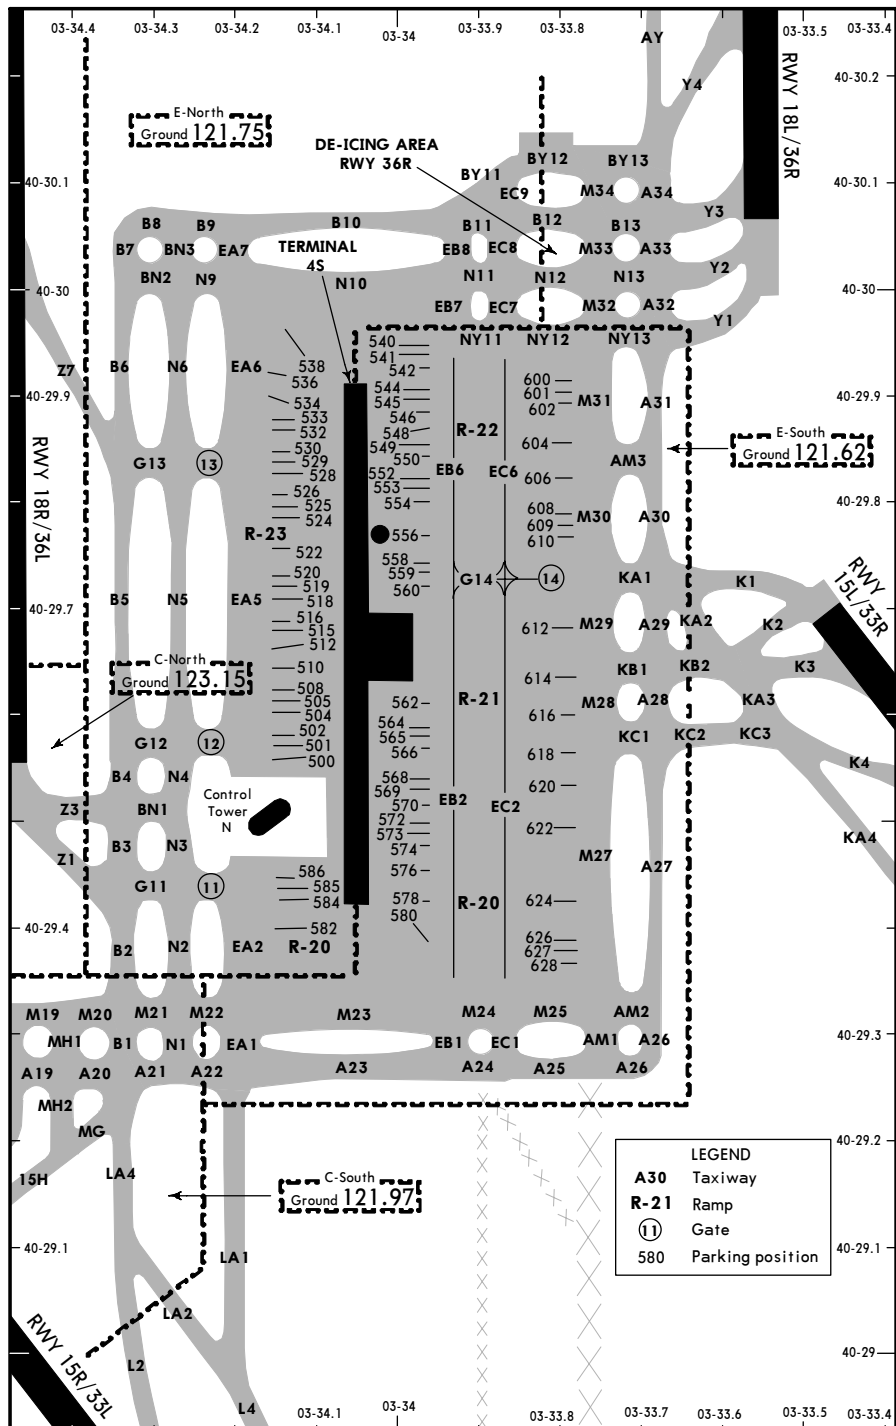 03-34.4 03-34.3 03-34.2 03-34.1 03-34 03-33.9 03-33.8 03-33.5 03-33.4
AY
E-North
Ground 121.75
Y4
40-30.2
RWY 18L/36R
DE-ICING AREA
RWY 36R
BY11 BY12 BY13
40-30.1 40-30.1
EC9 M34 A34
Y3
B8 B9 B10 B11 B12 B13
B7 BN3 EA7 TERMINAL
4S
EB8 EC8 M33 A33
BN2 N9 N10 N11 N12 N13 Y2
40-30 40-30
EB7 EC7 M32 A32
Y1
NY11 NY12 NY13
540
541
542
544
545
546
548
549
550
552
553
554
556
558
559
560
562
564
565
566
568
569
570
572
573
574
576
578
580
538
536
534
533
532
530
529
528
526
525
524
522
520
519
518
516
515
512
510
508
505
504
502
501
500
586
585
584
582
600
601
602
604
606
608
609
610
612
614
616
618
620
622
624
626
627
628
Z7 B6 N6 EA6
M31 A31
40-29.9 40-29.9
R-22
E-South
Ground 121.62
RWY 18R/36L
G13 13
EB6 EC6 AM3
40-29.8 40-29.8
R-23
M30 A30
G14 14 KA1 K1
RWY
15L/33R
40-29.7
B5 N5 EA5
M29 A29 KA2 K2
C-North
Ground 123.15
KB1 KB2 K3
R-21
M28 A28 KA3
G12 12
KC1 KC2 KC3
B4 N4
K4
Control
Tower
N
Z3 BN1
EB2 EC2
KA4
B3 N3
Z1
M27 A27
G11 11
R-20
40-29.4 40-29.4
B2 N2 EA2 R-20
M19 M20 M21 M22 M23 M24 M25 AM2
MH1 B1 N1 EA1 EB1 EC1 AM1 A26
40-29.3
A19 A20 A21 A22 A23 A24 A25 A26
MH2
MG
40-29.2
LEGEND
A30 Taxiway
R-21 Ramp
11 Gate
580 Parking position
15H LA4
C-South
Ground 121.97
40-29.1 40-29.1
LA1
LA2
RWY 15R/33L
L2
40-29
L4
03-34.1 03-34 03-33.8 03-33.7 03-33.6 03-33.5 03-33.4